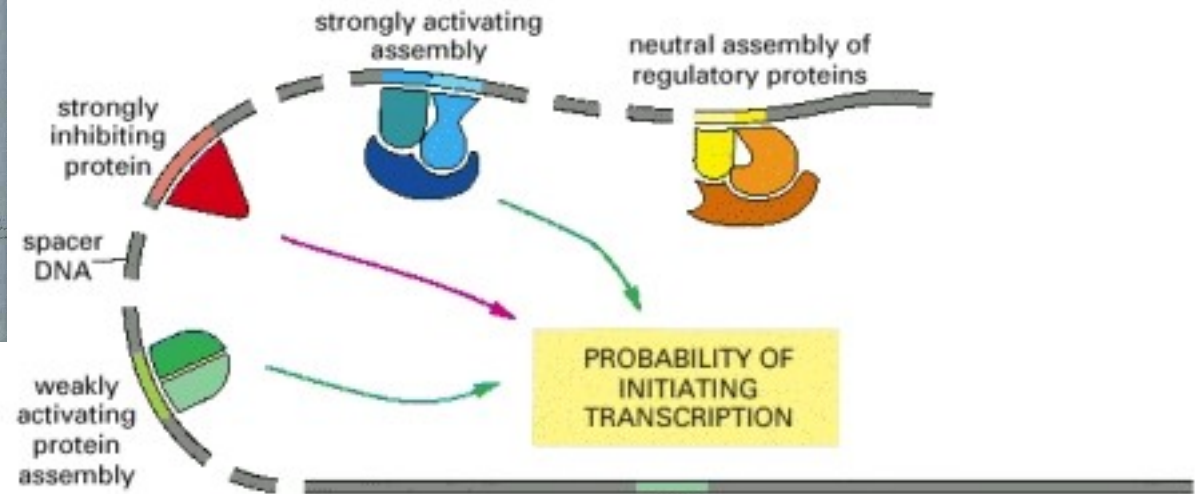 strongly activating
assembly
neutral assembly of
regulatory proteins
strongly
inhibiting
protein
spacer
DNA
PROBABILITY OF
INITIATING
TRANSCRIPTION
weakly
activating
protein
assembly